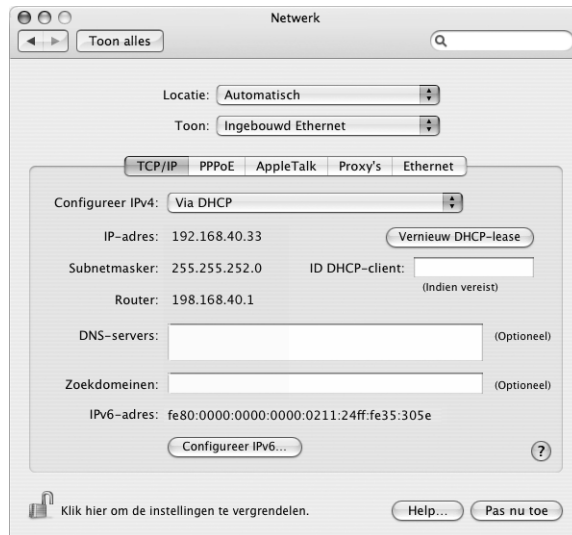 Netwerk
Toon alles
Locatie: Automatisch
Toon: Ingebouwd Ethernet
TCP/IP PPPoE AppleTalk Proxy's Ethernet
Configureer IPv4: Via DHCP
IP-adres: 192.168.40.33 Vernieuw DHCP-lease
Subnetmasker: 255.255.252.0 ID DHCP-client:
(Indien vereist)
Router: 198.168.40.1
DNS-servers: (Optioneel)
Zoekdomeinen: (Optioneel)
IPv6-adres: fe80:0000:0000:0000:0211:24ff:fe35:305e
Configureer IPv6... ?
Klik hier om de instellingen te vergrendelen. Help... Pas nu toe